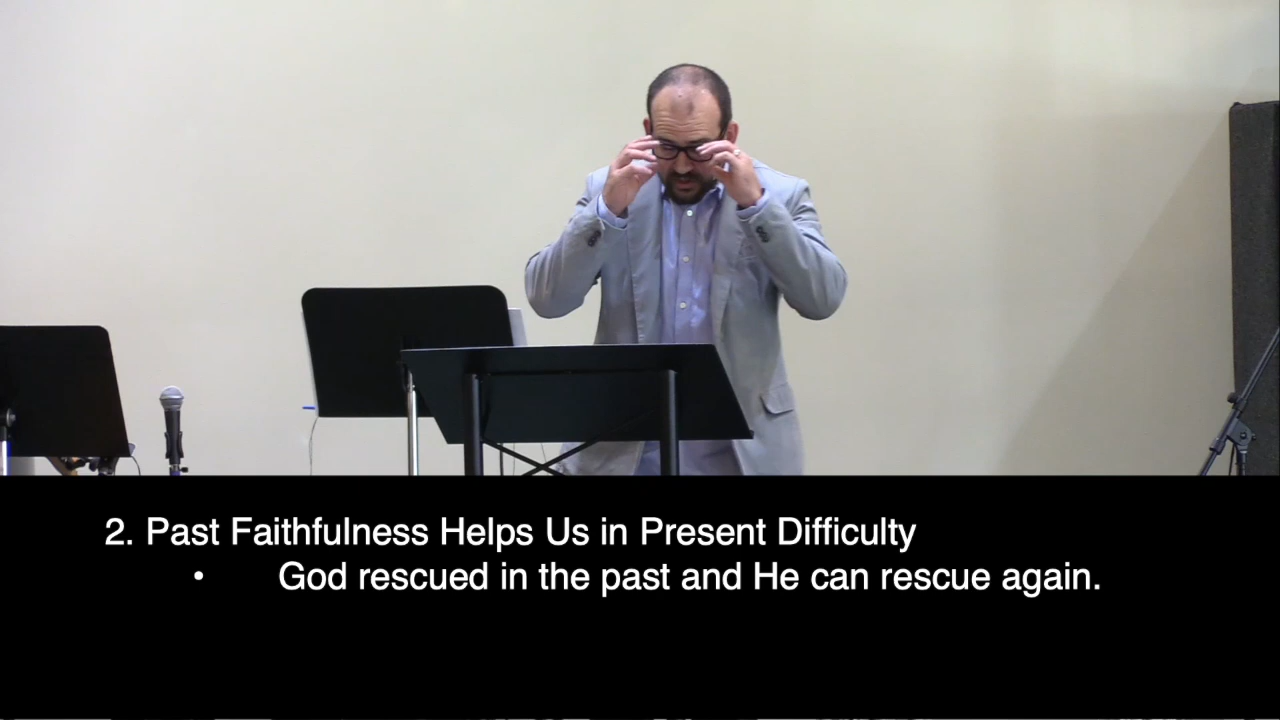 2. Past Faithfulness Helps Us in Present Difficulty
• God rescued in the past and He can rescue again.